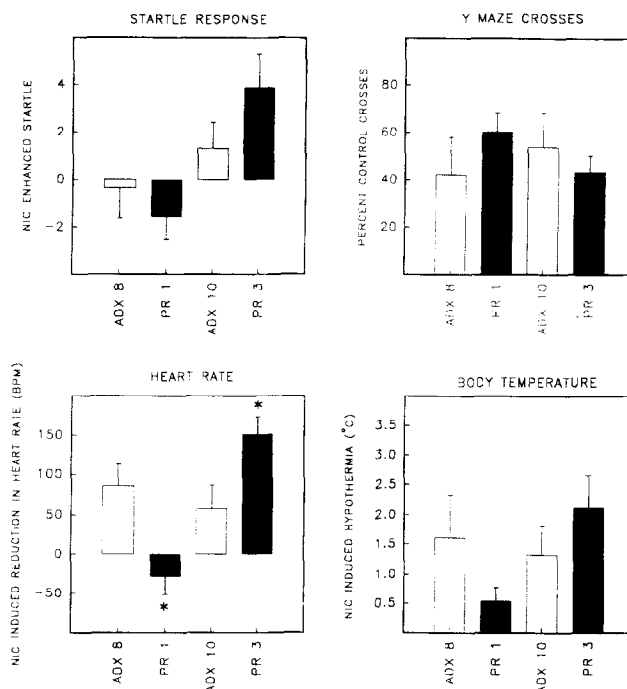 STARTLE RESPONSE
NIC ENHANCED STARTLE
4
2
0
-2
ADX 8
PR 1
ADX 10
PR 3
Y MAZE CROSSES
PERCENT CONTROL CROSSES
80
60
40
20
ADX 8
PR 1
ADX 10
PR 3
HEART RATE
NIC INDUCED REDUCTION IN HEART RATE (BPM)
150
100
50
0
-50
*
*
ADX 8
PR 1
ADX 10
PR 3
BODY TEMPERATURE
NIC INDUCED HYPOTHERMIA (°C)
3.5
3.0
2.5
2.0
1.5
1.0
0.5
ADX 8
PR 1
ADX 10
PR 3